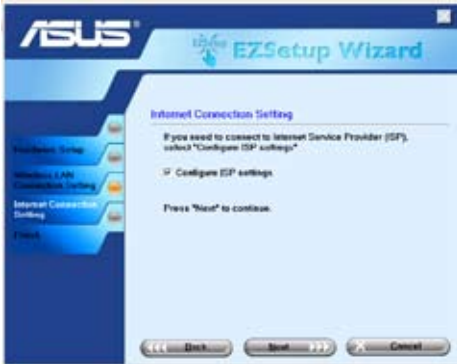 ASUS
EZSetup Wizard
Internet Connection Setting
If you need to connect to Internet Service Provider (ISP),
select "Configure ISP settings"
Configure ISP settings
Press "Next" to continue.
Hardware Setup
Wireless LAN
Connection Setting
Internet Connection
Setting
Finish
Back
Next
Cancel